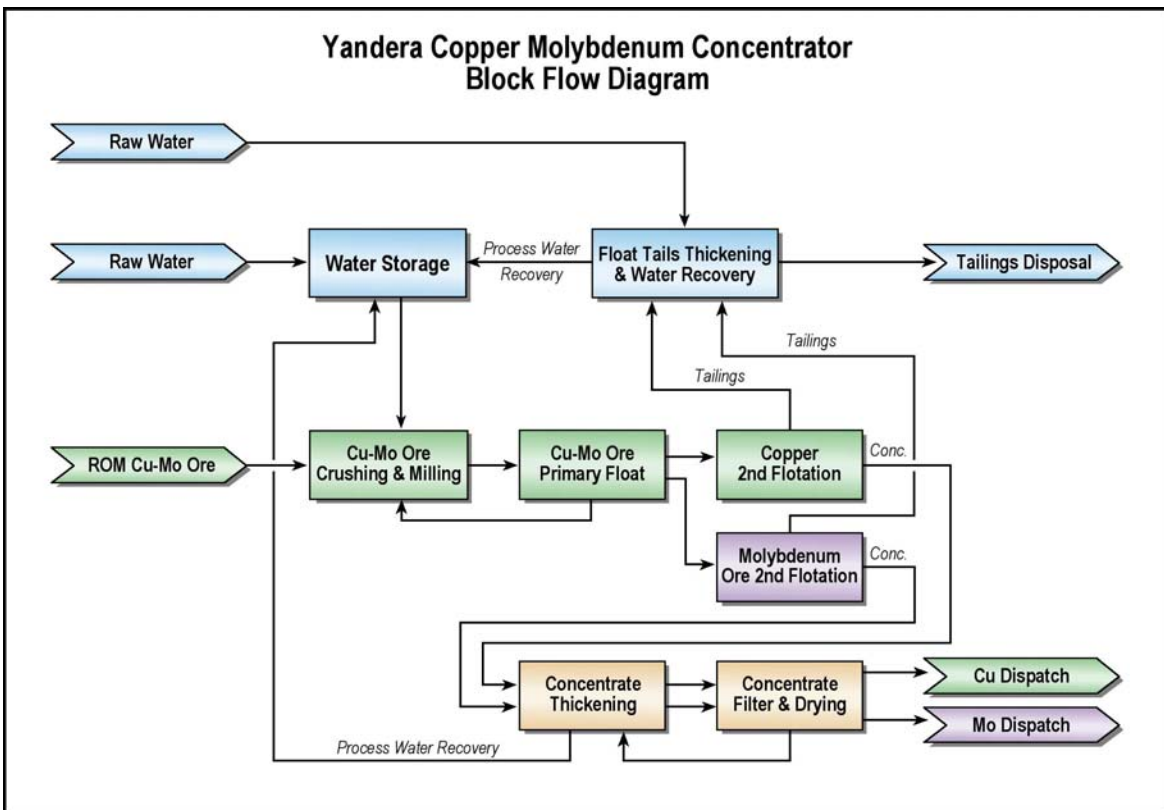 Yandera Copper Molybdenum Concentrator
Block Flow Diagram
Raw Water
Raw Water
Water Storage
Process Water
Recovery
Float Tails Thickening
& Water Recovery
Tailings Disposal
Tailings
Tailings
ROM Cu-Mo Ore
Cu-Mo Ore
Crushing & Milling
Cu-Mo Ore
Primary Float
Copper
2nd Flotation
Conc.
Molybdenum
Ore 2nd Flotation
Conc.
Concentrate
Thickening
Concentrate
Filter & Drying
Cu Dispatch
Mo Dispatch
Process Water Recovery